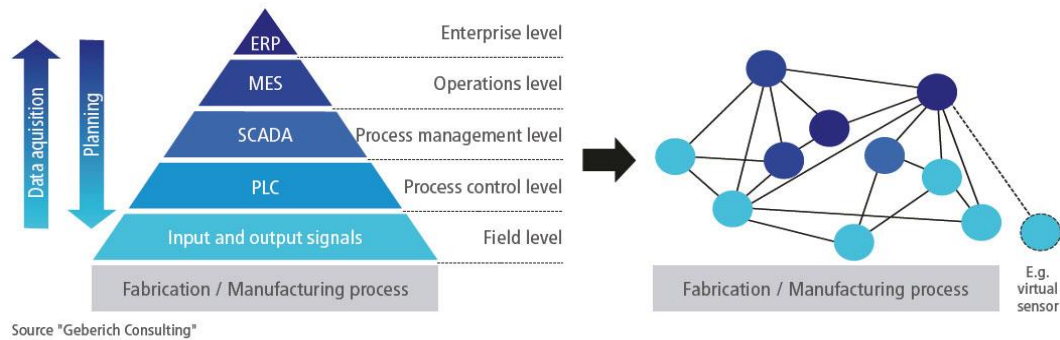 Data aquisition
Planning
ERP
MES
SCADA
PLC
Input and output signals
Enterprise level
Operations level
Process management level
Process control level
Field level
Fabrication / Manufacturing process
Fabrication / Manufacturing process
E.g.
virtual
sensor
Source "Geberich Consulting"